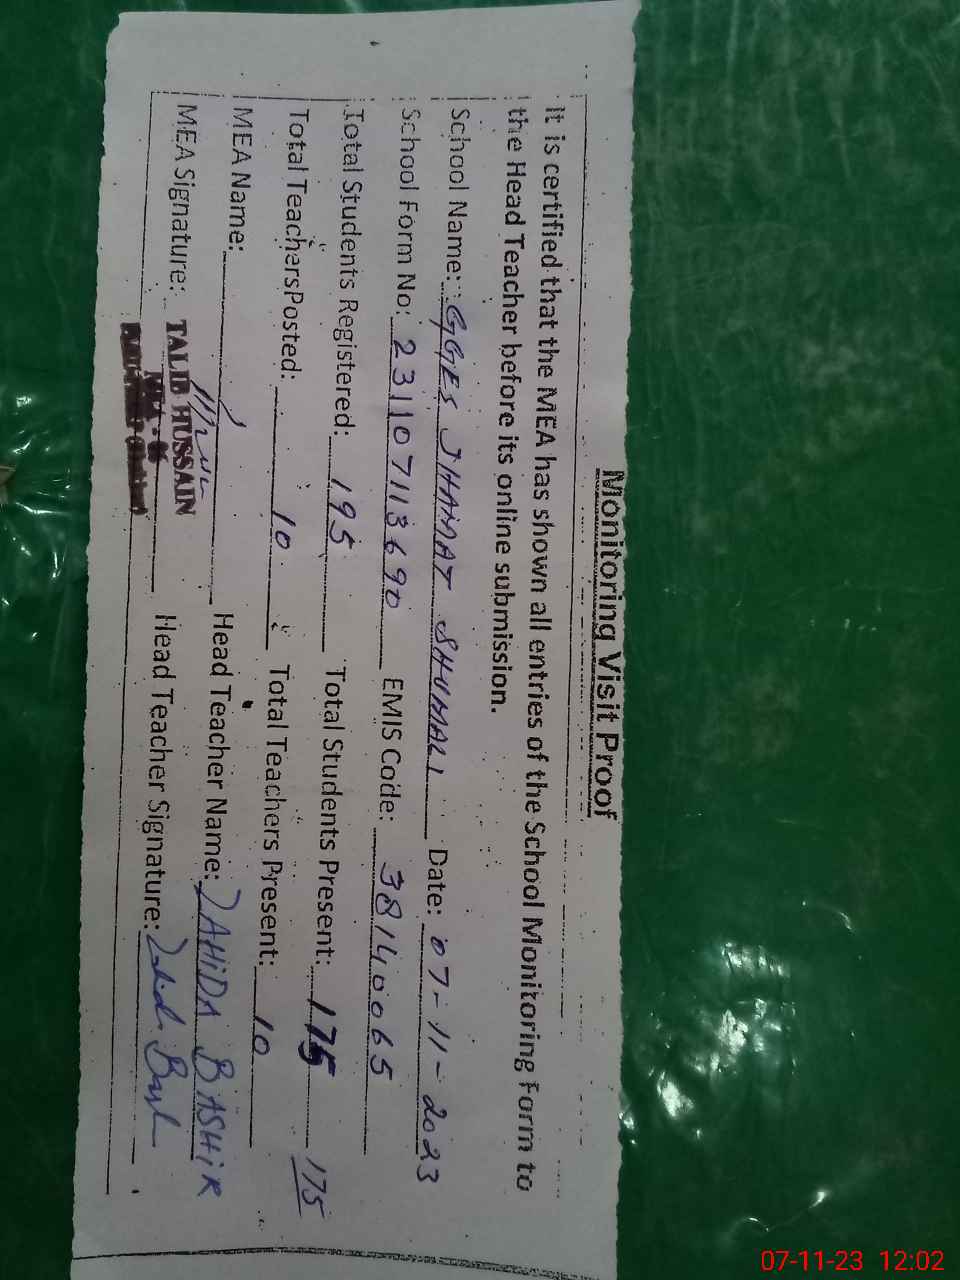 Monitoring Visit Proof
It is certified that the MEA has shown all entries of the School Monitoring Form to
the Head Teacher before its online submission.
School Name: GGES JHAMAT SHUMALI Date: 07-11-2023
School Form No: 231107113690 EMIS Code: 38140065
Total Students Registered: 195 Total Students Present: 175 175
Total Teachers Posted: 10 Total Teachers Present: 10
MEA Name: Head Teacher Name: ZAHIDA BASHIR
MEA Signature: TALIB HUSSAIN Head Teacher Signature:
07-11-23 12:02